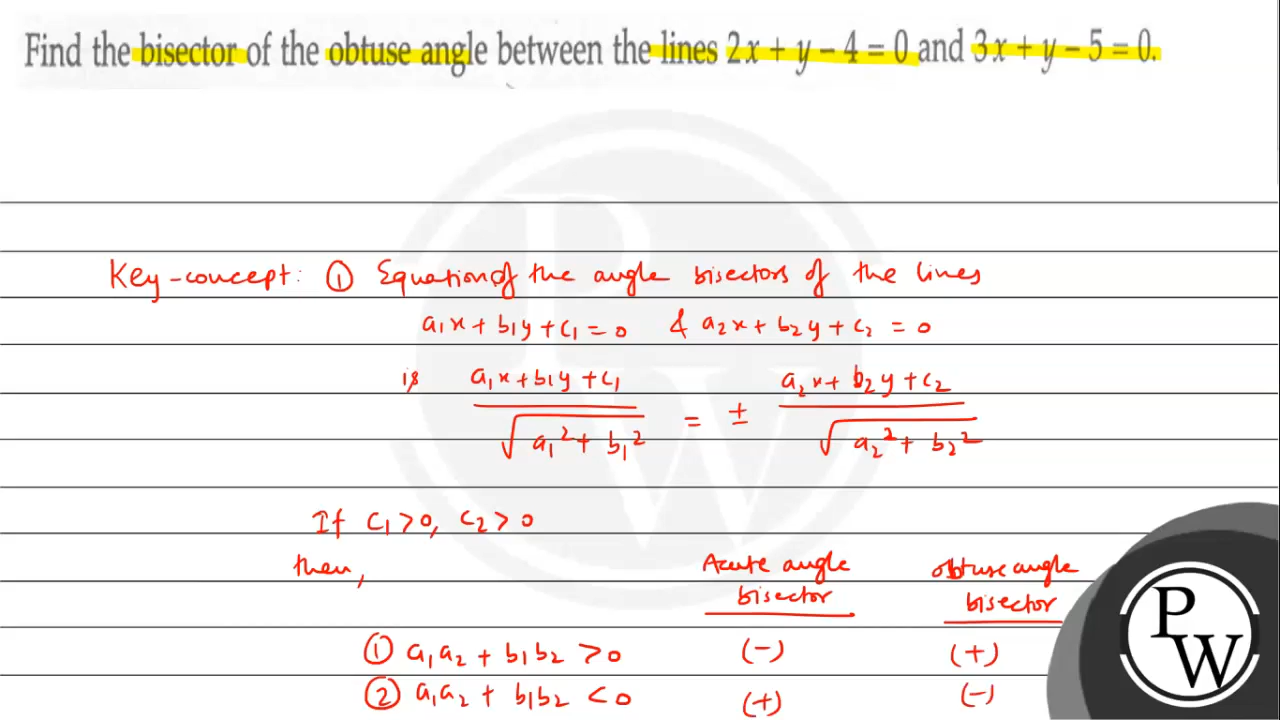 Find the bisector of the obtuse angle between the lines 2x + y − 4 = 0 and 3x + y − 5 = 0.
Key-concept: ① Equation of the angle bisectors of the lines
a₁x + b₁y + c₁ = 0 & a₂x + b₂y + c₂ = 0
is (a₁x + b₁y + c₁)/√(a₁² + b₁²) = ± (a₂x + b₂y + c₂)/√(a₂² + b₂²)
If c₁ > 0, c₂ > 0
then, Acute angle bisector obtuse angle bisector
① a₁a₂ + b₁b₂ > 0 (−) (+)
② a₁a₂ + b₁b₂ < 0 (+) (−)
PW
PW